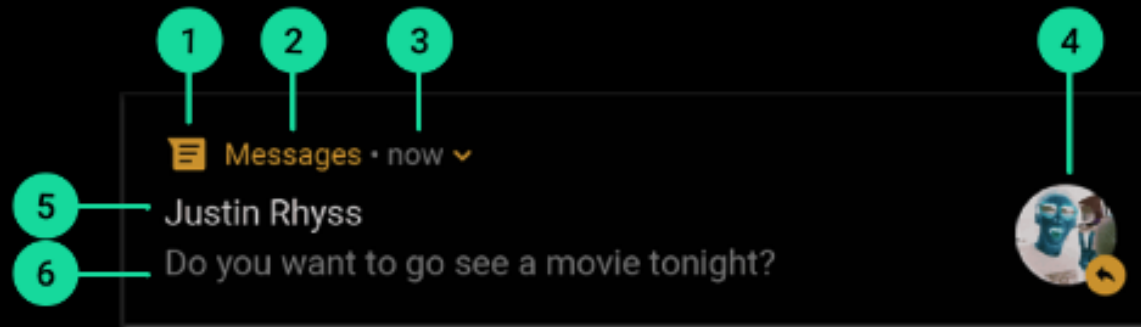 1 2 3 4
Messages • now
5 Justin Rhyss
6 Do you want to go see a movie tonight?